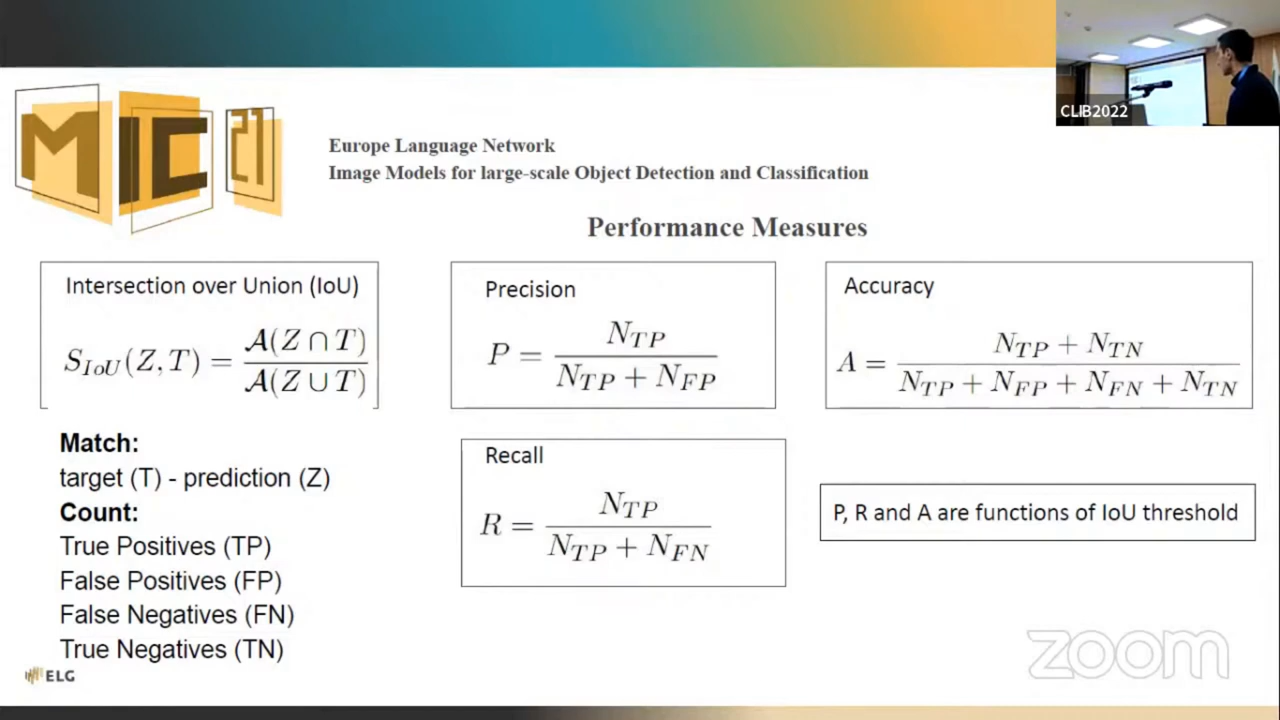 MIC
21
CLIB2022
Europe Language Network
Image Models for large-scale Object Detection and Classification
Performance Measures
Intersection over Union (IoU)
S_{IoU}(Z, T) = \frac{\mathcal{A}(Z \cap T)}{\mathcal{A}(Z \cup T)}
Match:
target (T) - prediction (Z)
Count:
True Positives (TP)
False Positives (FP)
False Negatives (FN)
True Negatives (TN)
Precision
P = \frac{N_{TP}}{N_{TP} + N_{FP}}
Recall
R = \frac{N_{TP}}{N_{TP} + N_{FN}}
Accuracy
A = \frac{N_{TP} + N_{TN}}{N_{TP} + N_{FP} + N_{FN} + N_{TN}}
P, R and A are functions of IoU threshold
ELG
zoom